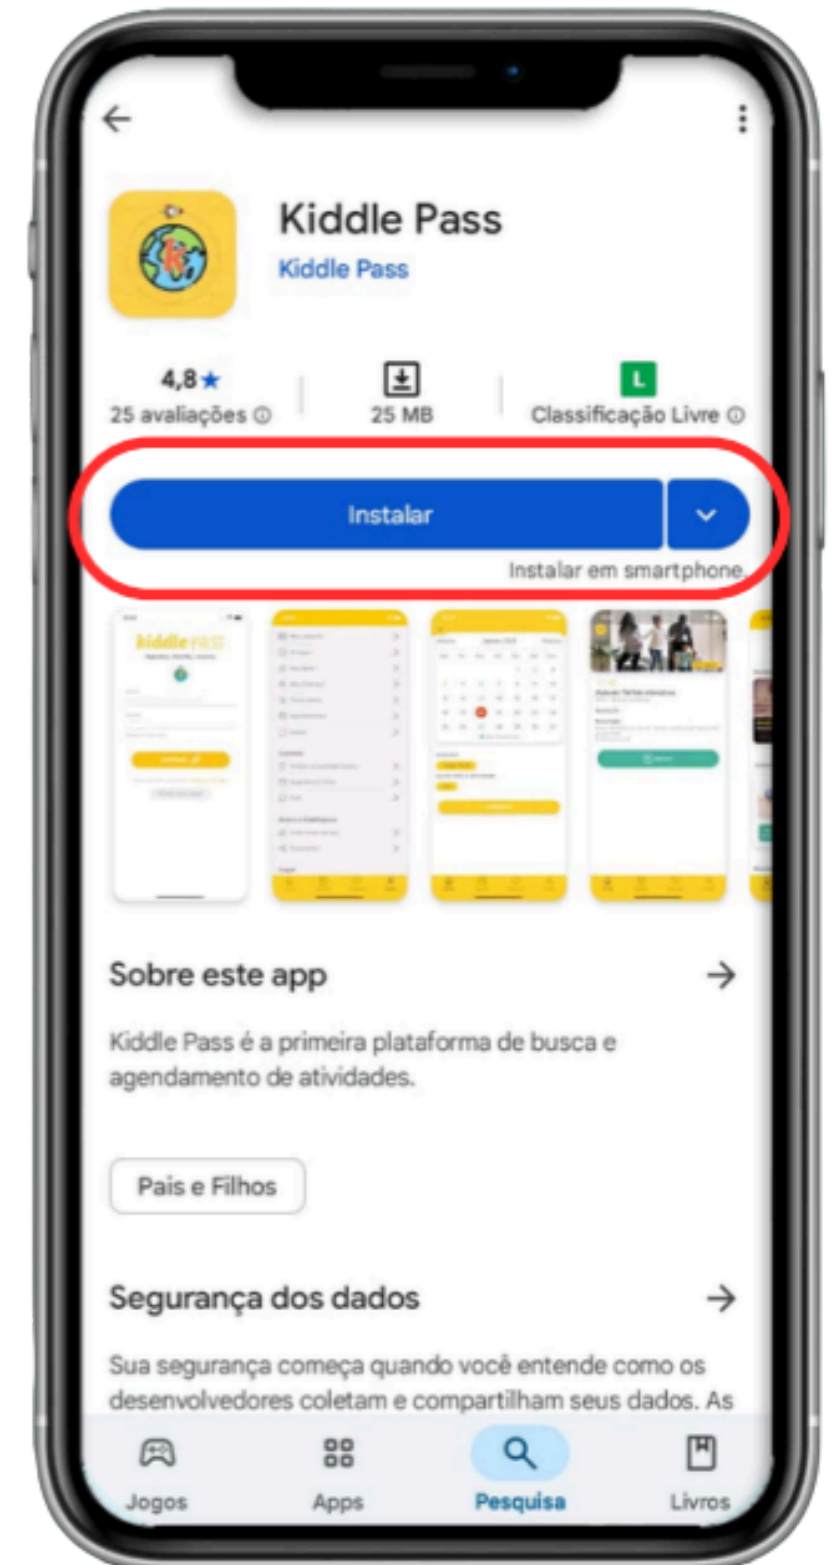 Kiddle Pass
Kiddle Pass
4,8★
25 avaliações
25 MB
L
Classificação Livre
Instalar
Instalar em smartphone.
kiddle PASS
Sobre este app
Kiddle Pass é a primeira plataforma de busca e
agendamento de atividades.
Pais e Filhos
Segurança dos dados
Sua segurança começa quando você entende como os
desenvolvedores coletam e compartilham seus dados. As
Jogos
Apps
Pesquisa
Livros